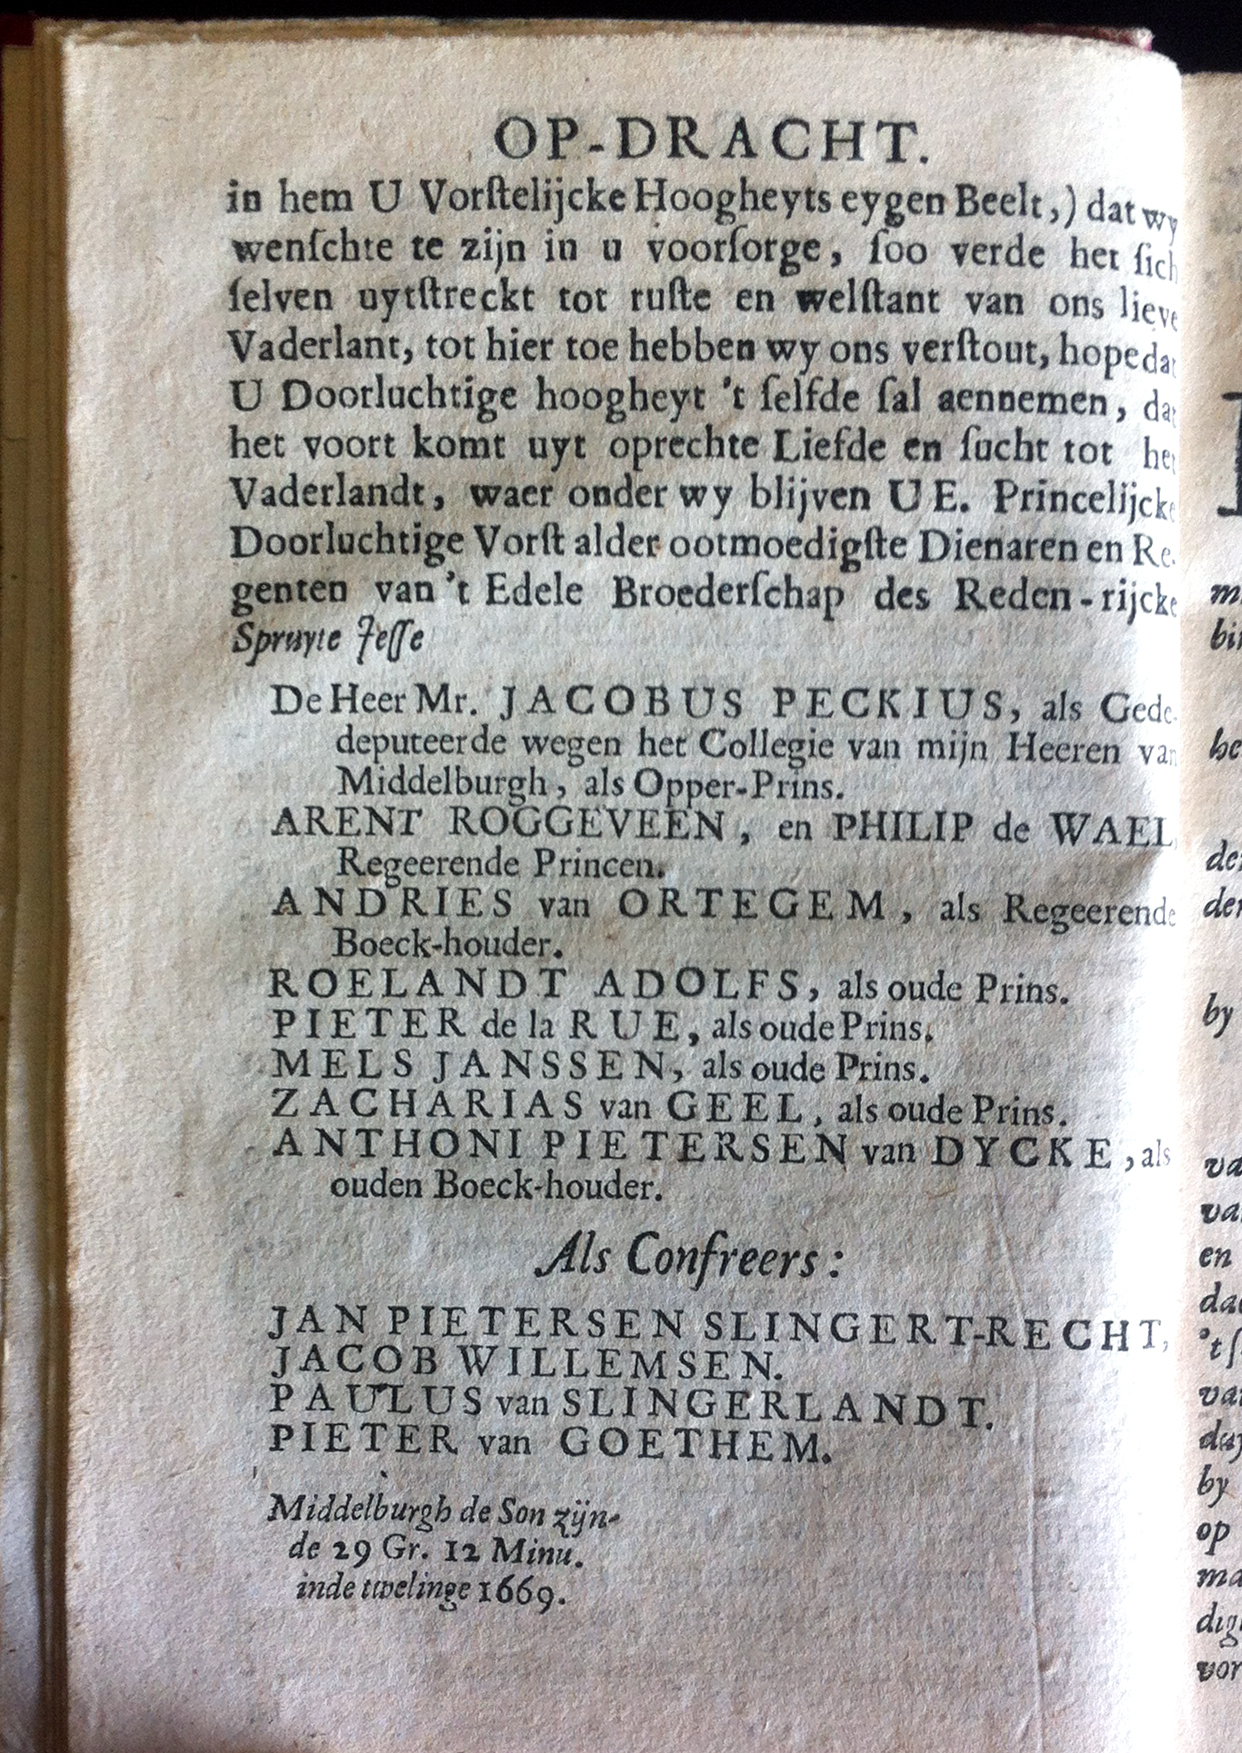 OP-DRACHT.
in hem U Vorſtelijcke Hoogheyts eygen Beelt,) dat wy
wenſchte te zijn in u voorſorge, ſoo verde het ſich
ſelven uytſtreckt tot ruſte en welſtant van ons lieve
Vaderlant, tot hier toe hebben wy ons verſtout, hope dat
U Doorluchtige hoogheyt 't ſelfde ſal aennemen, dat
het voort komt uyt oprechte Liefde en ſucht tot het
Vaderlandt, waer onder wy blijven U E. Princelijcke
Doorluchtige Vorſt alder ootmoedigſte Dienaren en Re-
genten van 't Edele Broederſchap des Reden-rijcke
Spruyte Jeſſe
De Heer Mr. JACOBUS PECKIUS, als Gede-
deputeerde wegen het Collegie van mijn Heeren van
Middelburgh, als Opper-Prins.
ARENT ROGGEVEEN, en PHILIP de WAEL
Regeerende Princen.
ANDRIES van ORTEGEM, als Regeerende
Boeck-houder.
ROELANDT ADOLFS, als oude Prins.
PIETER de la RUE, als oude Prins.
MELS JANSSEN, als oude Prins.
ZACHARIAS van GEEL, als oude Prins.
ANTHONI PIETERSEN van DYCKE, als
ouden Boeck-houder.
Als Confreers:
JAN PIETERSEN SLINGERT-RECHT,
JACOB WILLEMSEN.
PAULUS van SLINGERLANDT.
PIETER van GOETHEM.
Middelburgh de Son zijn-
de 29 Gr. 12 Minu.
inde twelinge 1669.
by
en
by
op